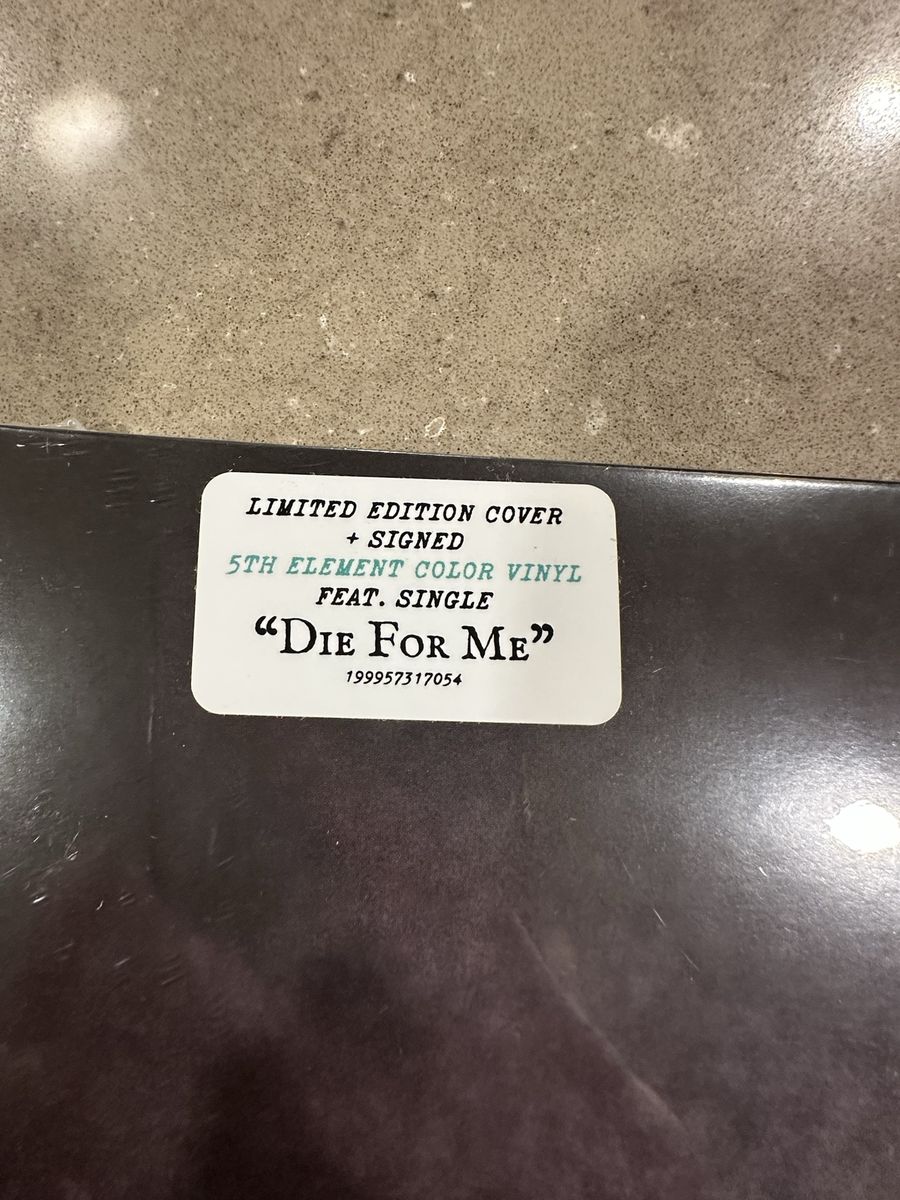 LIMITED EDITION COVER
+ SIGNED
5TH ELEMENT COLOR VINYL
FEAT. SINGLE
“DIE FOR ME”
199957317054